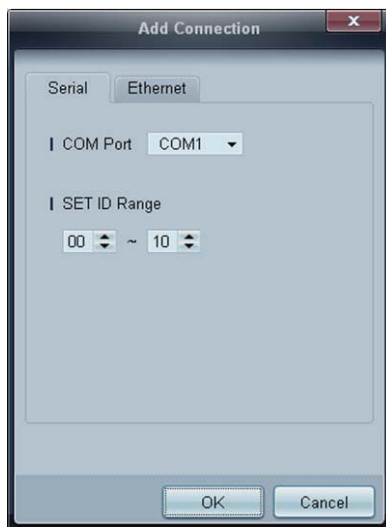 Add Connection
x
Serial Ethernet
COM Port COM1
SET ID Range
00 ~ 10
OK Cancel